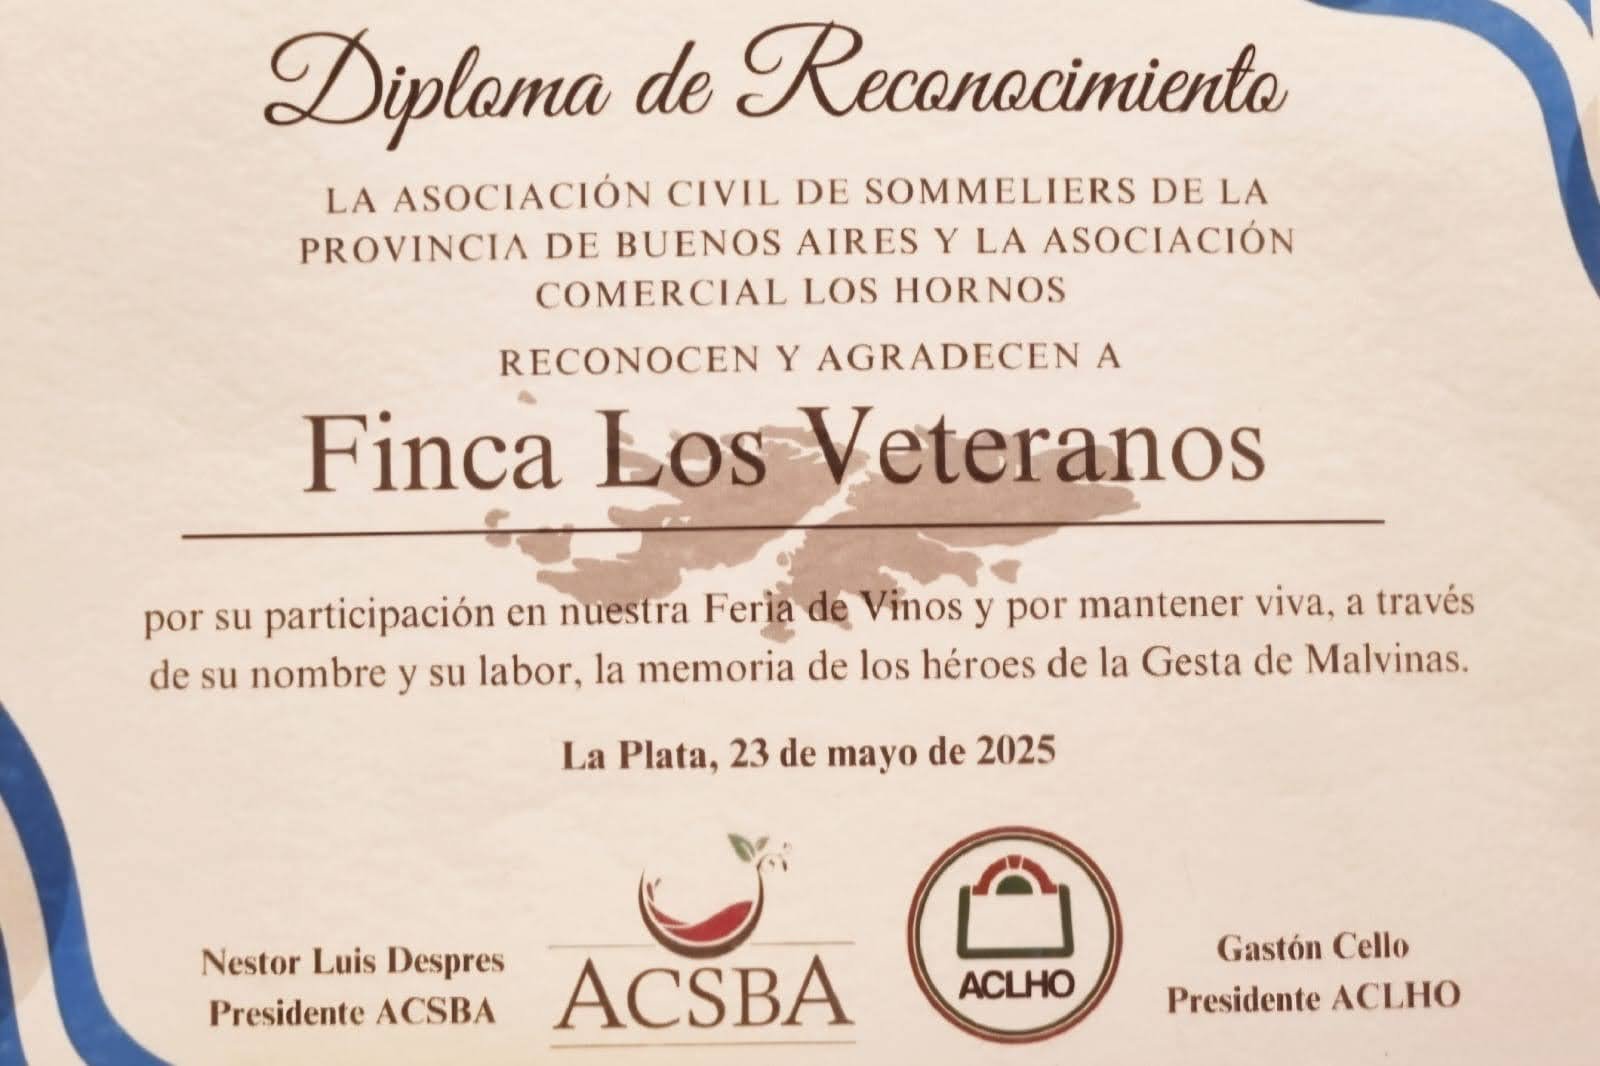 Diploma de Reconocimiento
LA ASOCIACIÓN CIVIL DE SOMMELIERS DE LA
PROVINCIA DE BUENOS AIRES Y LA ASOCIACIÓN
COMERCIAL LOS HORNOS
RECONOCEN Y AGRADECEN A
Finca Los Veteranos
por su participación en nuestra Feria de Vinos y por mantener viva, a través
de su nombre y su labor, la memoria de los héroes de la Gesta de Malvinas.
La Plata, 23 de mayo de 2025
Nestor Luis Despres
Presidente ACSBA
ACSBA
ACLHO
Gastón Cello
Presidente ACLHO